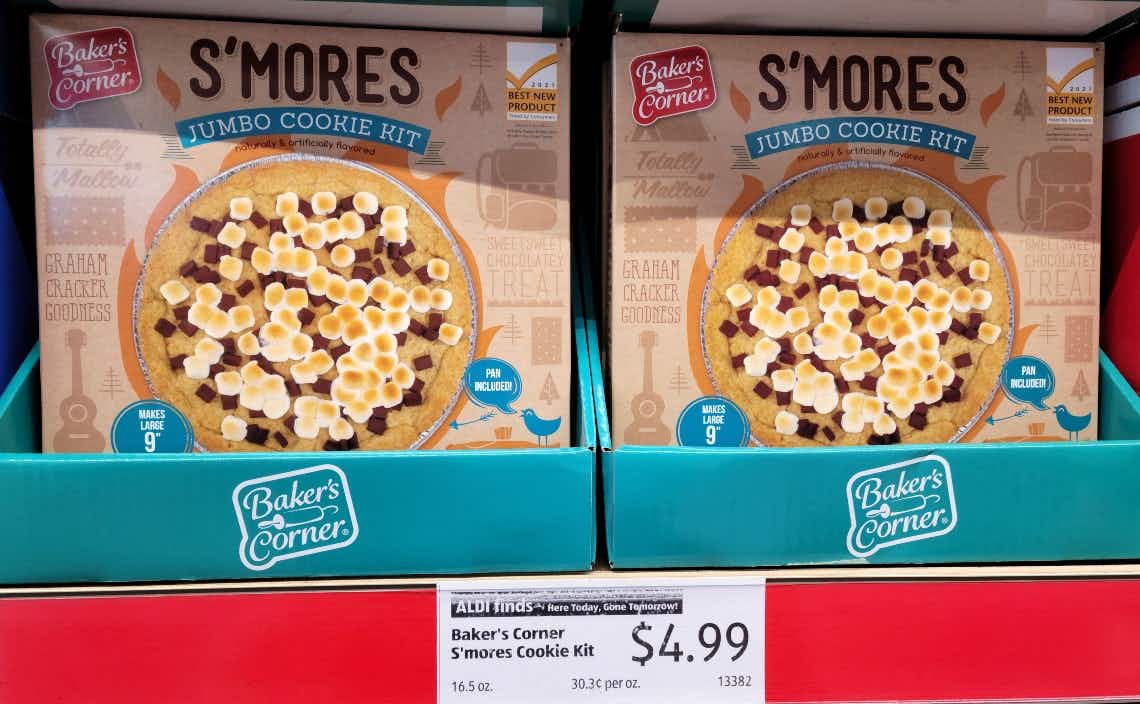 Baker's
Corner®
S'MORES
JUMBO COOKIE KIT
naturally & artificially flavored
2021
BEST NEW
PRODUCT
Totally
Mallow
GRAHAM
CRACKER
GOODNESS
SWEET SWEET
CHOCOLATEY
TREAT
PAN
INCLUDED!
MAKES
LARGE
9"
Baker's
Corner®
Baker's
Corner®
S'MORES
JUMBO COOKIE KIT
naturally & artificially flavored
2021
BEST NEW
PRODUCT
Totally
Mallow
GRAHAM
CRACKER
GOODNESS
SWEET SWEET
CHOCOLATEY
TREAT
PAN
INCLUDED!
MAKES
LARGE
9"
Baker's
Corner®
ALDI finds Here Today, Gone Tomorrow!
Baker's Corner
S'mores Cookie Kit
$4.99
16.5 oz. 30.3¢ per oz. 13382